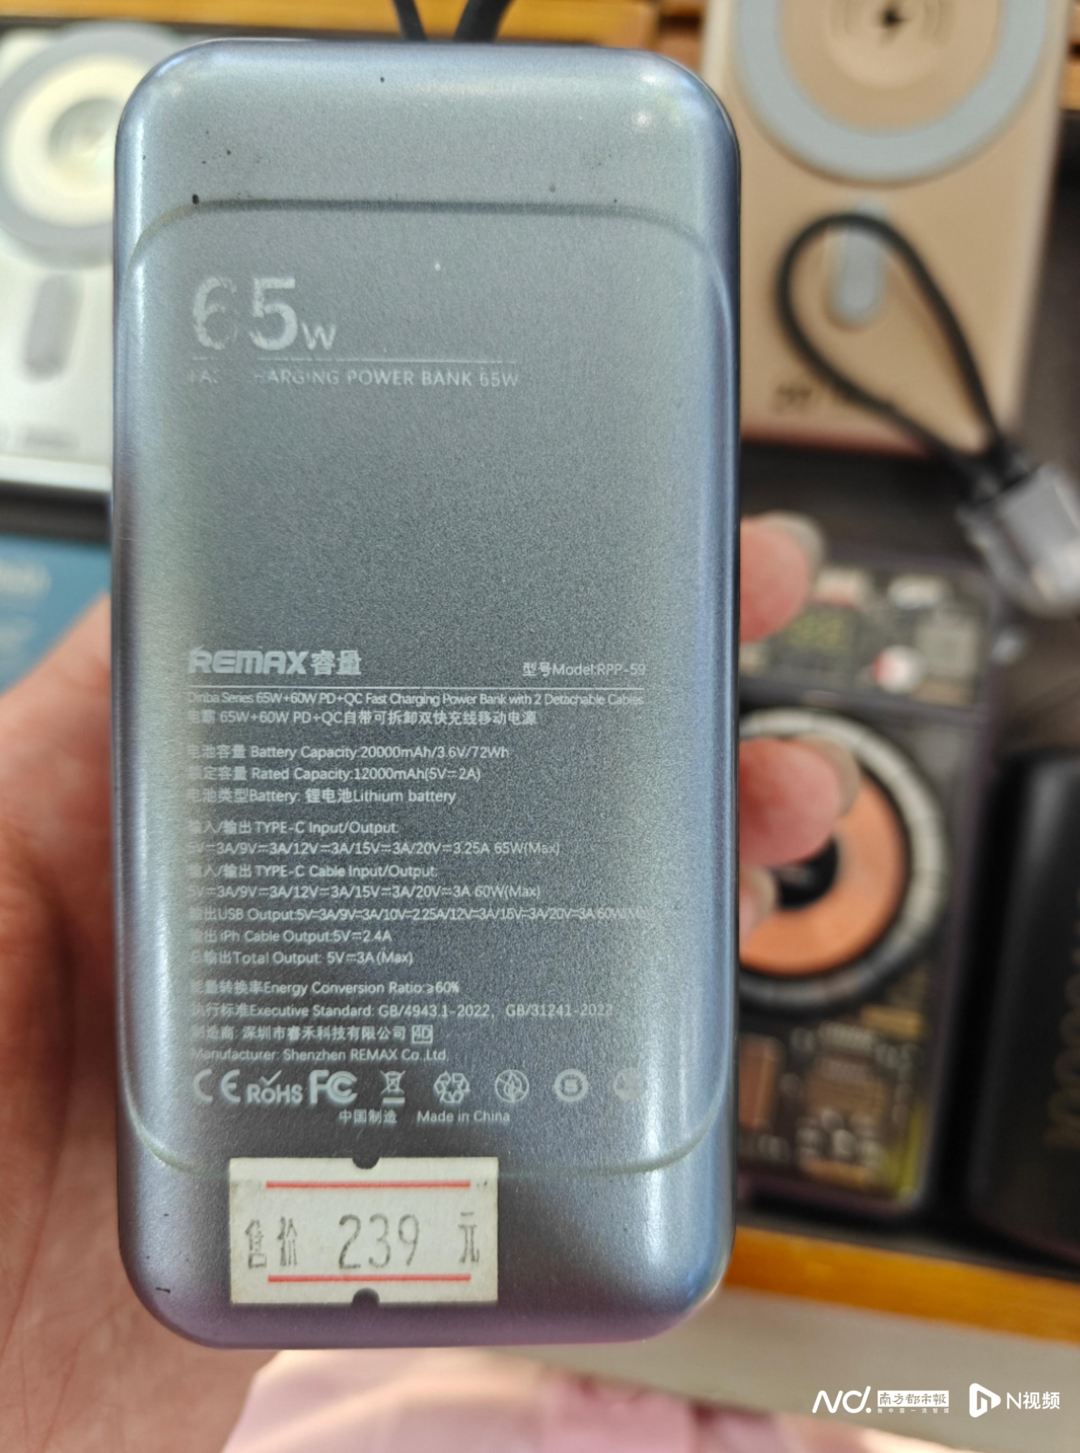 65W
HARGING POWER BANK 65W
REMAX睿量
型号Model:RPP-59
Series 65W+60W PD+QC Fast Charging Power Bank with 2 Detachable Cables
65W+60W PD+QC自带可拆卸双快充线移动电源
电池容量 Battery Capacity:20000mAh/3.6V/72Wh
额定容量 Rated Capacity:12000mAh(5V⎓2A)
电池类型Battery: 锂电池Lithium battery
输入/输出 TYPE-C Input/Output:
5V⎓3A/9V⎓3A/12V⎓3A/15V⎓3A/20V⎓3.25A 65W(Max)
输入/输出 TYPE-C Cable Input/Output:
5V⎓3A/9V⎓3A/12V⎓3A/15V⎓3A/20V⎓3A 60W(Max)
输出USB Output:5V⎓3A/9V⎓3A/10V⎓2.25A/12V⎓3A/15V⎓3A/20V⎓3A 60W
输出 iPh Cable Output:5V⎓2.4A
总输出Total Output: 5V⎓3A (Max)
能量转换率Energy Conversion Ratio:≥60%
执行标准Executive Standard: GB/4943.1-2022, GB/31241-2022
制造商: 深圳市睿禾科技有限公司
Manufacturer: Shenzhen REMAX Co.,Ltd.
CE RoHS FC
中国制造 Made in China
售价 239 元
南方都市报
N视频